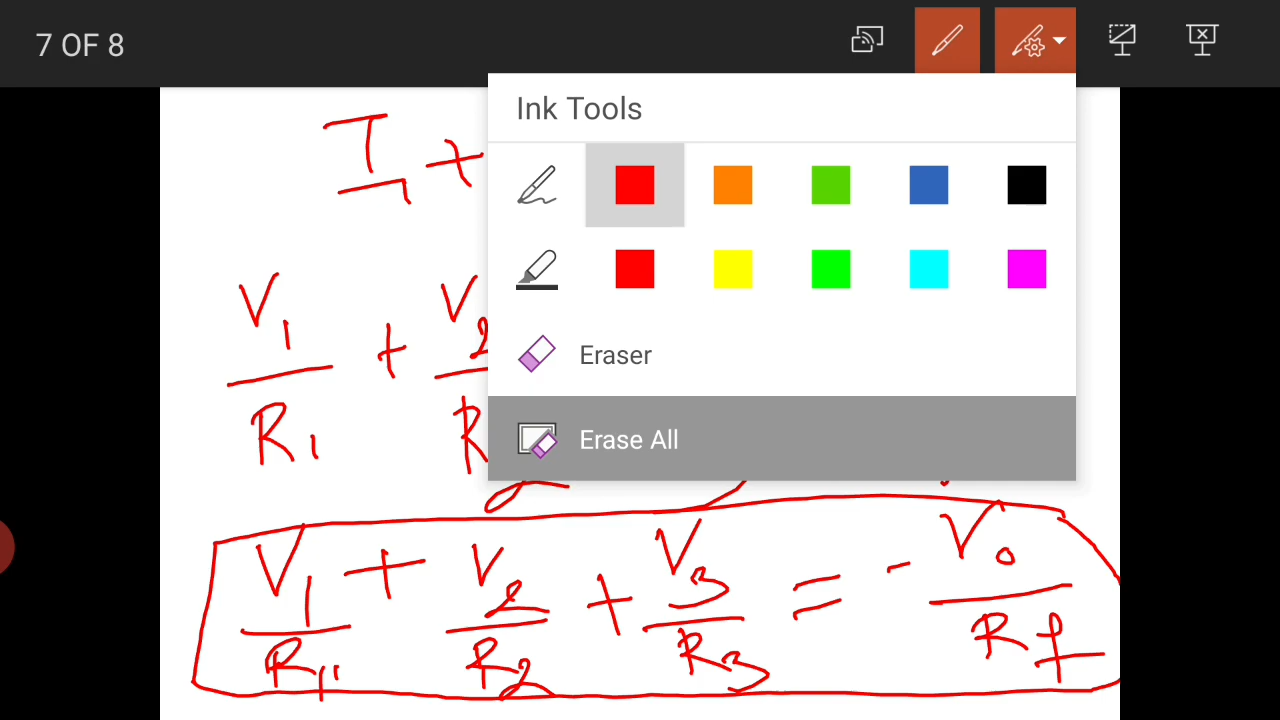 7 OF 8
Ink Tools
I₁ +
V₁/R₁ + V₂/R₂
Eraser
Erase All
V₁/R₁ + V₂/R₂ + V₃/R₃ = - V₀/Rf